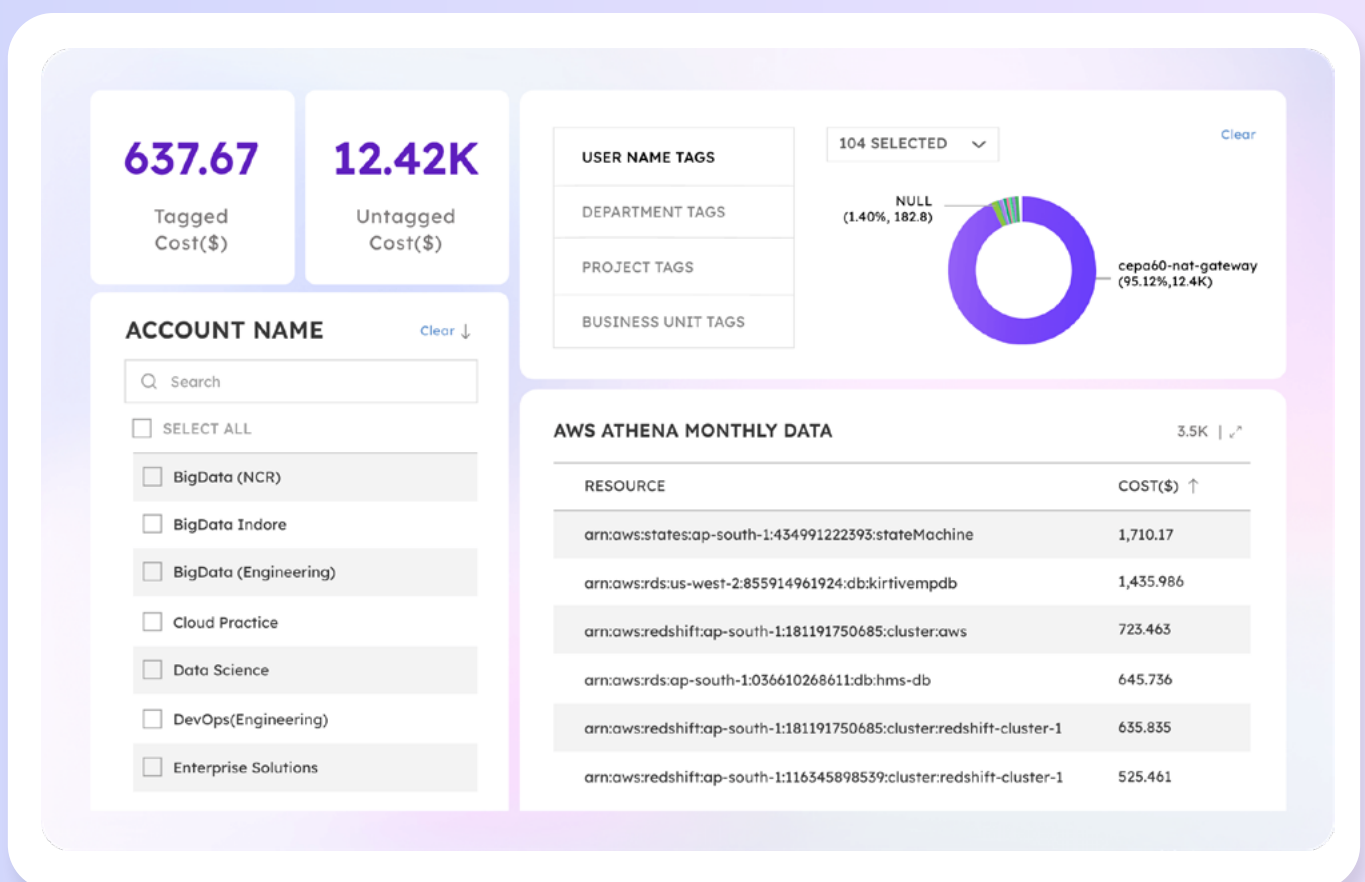 637.67
Tagged
Cost($)
12.42K
Untagged
Cost($)
USER NAME TAGS
DEPARTMENT TAGS
PROJECT TAGS
BUSINESS UNIT TAGS
104 SELECTED
Clear
NULL
(1.40%, 182.8)
cepa60-nat-gateway
(95.12%,12.4K)
ACCOUNT NAME
Clear ↓
Search
SELECT ALL
BigData (NCR)
BigData Indore
BigData (Engineering)
Cloud Practice
Data Science
DevOps(Engineering)
Enterprise Solutions
AWS ATHENA MONTHLY DATA
3.5K |
RESOURCE COST($) ↑
arn:aws:states:ap-south-1:434991222393:stateMachine 1,710.17
arn:aws:rds:us-west-2:855914961924:db:kirtivempdb 1,435.986
arn:aws:redshift:ap-south-1:181191750685:cluster:aws 723.463
arn:aws:rds:ap-south-1:036610268611:db:hms-db 645.736
arn:aws:redshift:ap-south-1:181191750685:cluster:redshift-cluster-1 635.835
arn:aws:redshift:ap-south-1:116345898539:cluster:redshift-cluster-1 525.461